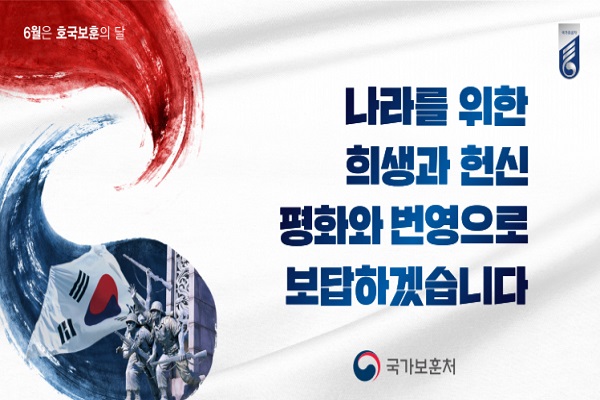 6월은 호국보훈의 달
나라를 위한
희생과 헌신
평화와 번영으로
보답하겠습니다
국가보훈처